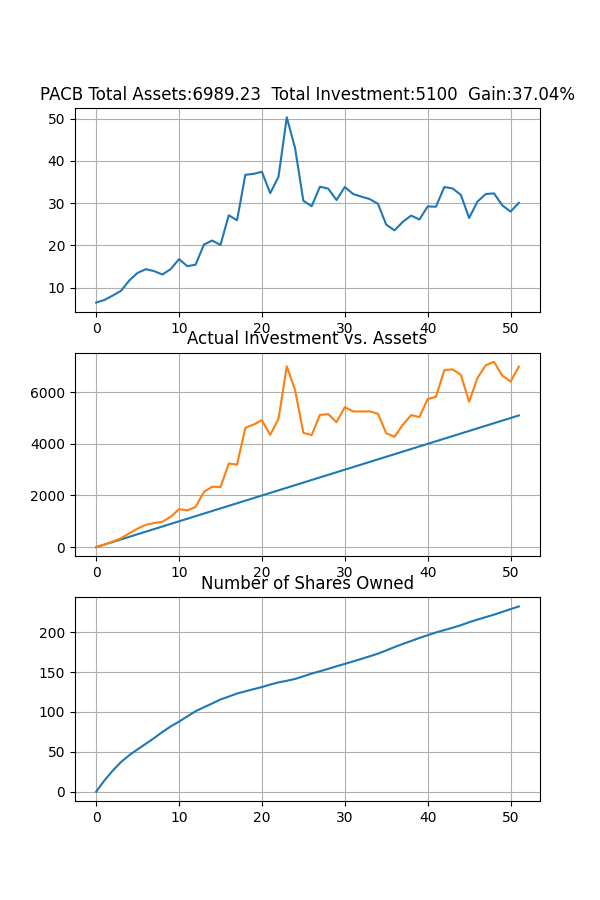 PACB Total Assets:6989.23  Total Investment:5100  Gain:37.04%
50
40
30
20
10
0 10 20 30 40 50
Actual Investment vs. Assets
6000
4000
2000
0
0 10 20 30 40 50
Number of Shares Owned
200
150
100
50
0
0 10 20 30 40 50